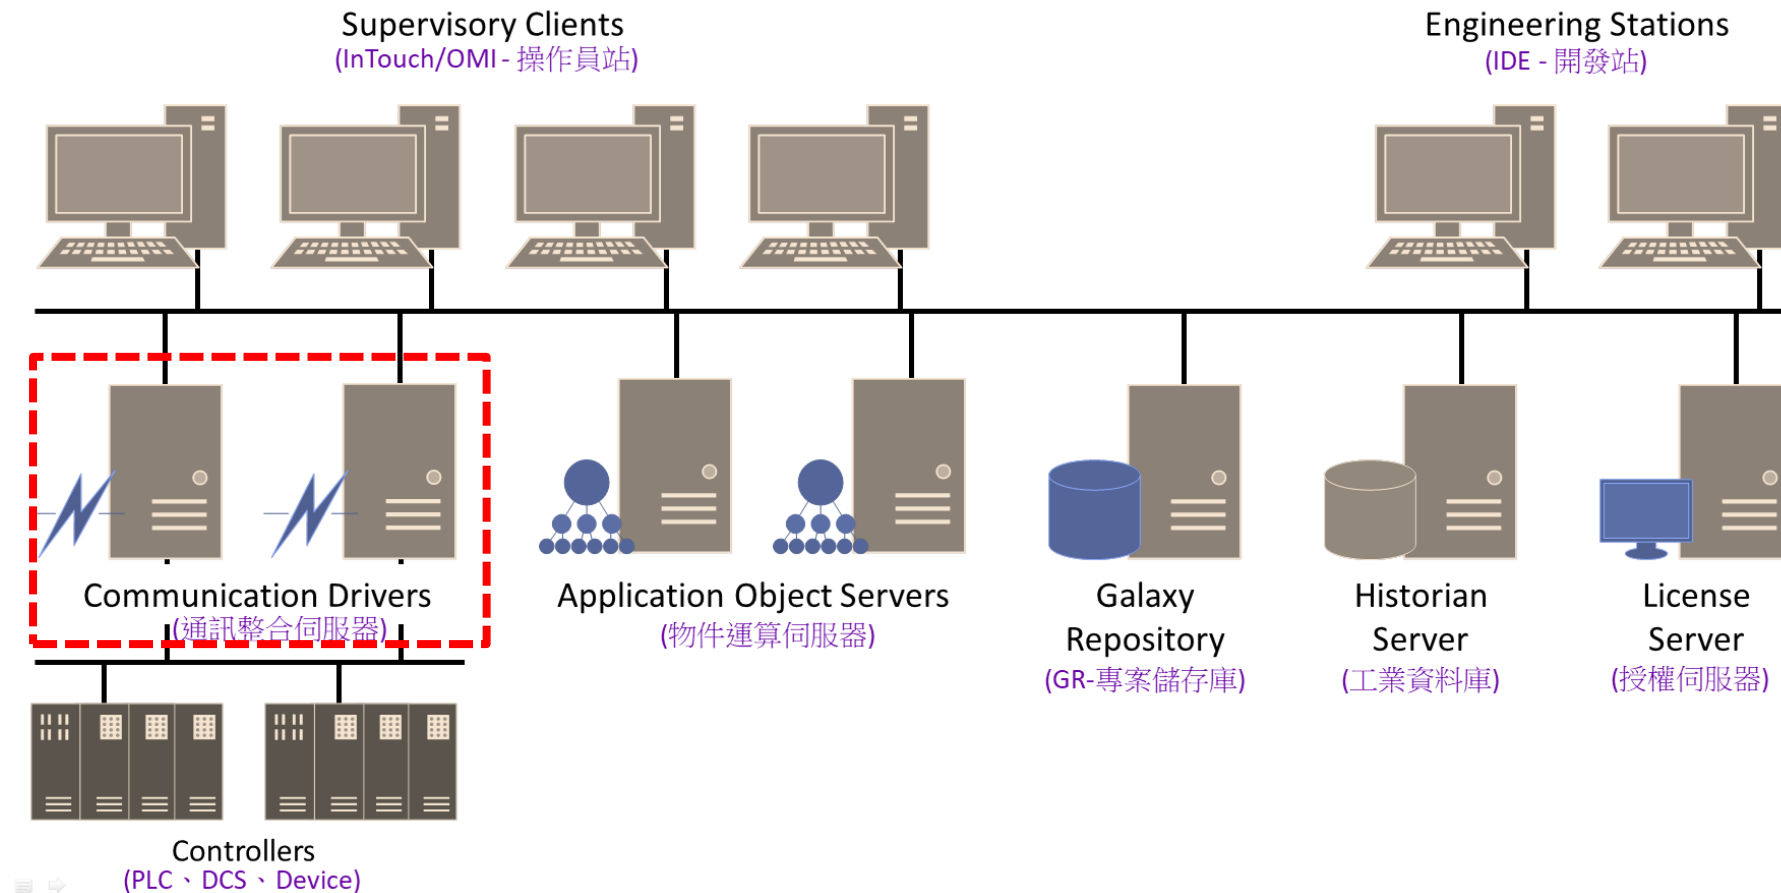 Supervisory Clients
(InTouch/OMI - 操作員站)
Engineering Stations
(IDE - 開發站)
Communication Drivers
(通訊整合伺服器)
Application Object Servers
(物件運算伺服器)
Galaxy
Repository
(GR-專案儲存庫)
Historian
Server
(工業資料庫)
License
Server
(授權伺服器)
Controllers
(PLC、DCS、Device)